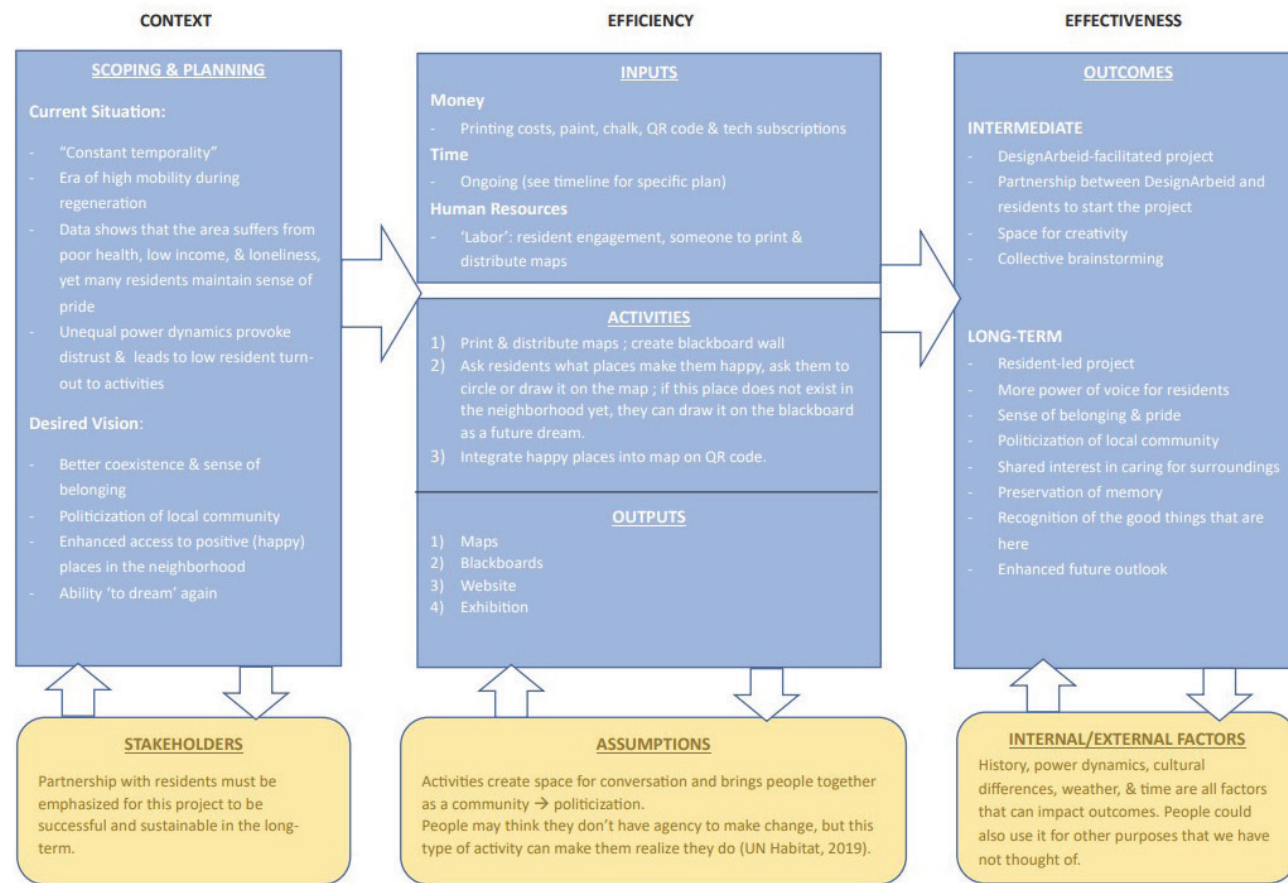 CONTEXT
SCOPING & PLANNING
Current Situation:
- "Constant temporality"
- Era of high mobility during
regeneration
- Data shows that the area suffers from
poor health, low income, & loneliness,
yet many residents maintain sense of
pride
- Unequal power dynamics provoke
distrust & leads to low resident turn-
out to activities
Desired Vision:
- Better coexistence & sense of
belonging
- Politicization of local community
- Enhanced access to positive (happy)
places in the neighborhood
- Ability 'to dream' again
STAKEHOLDERS
Partnership with residents must be
emphasized for this project to be
successful and sustainable in the long-
term.
EFFICIENCY
INPUTS
Money
- Printing costs, paint, chalk, QR code & tech subscriptions
Time
- Ongoing (see timeline for specific plan)
Human Resources
- 'Labor': resident engagement, someone to print &
distribute maps
ACTIVITIES
1) Print & distribute maps ; create blackboard wall
2) Ask residents what places make them happy, ask them to
circle or draw it on the map ; if this place does not exist in
the neighborhood yet, they can draw it on the blackboard
as a future dream.
3) Integrate happy places into map on QR code.
OUTPUTS
1) Maps
2) Blackboards
3) Website
4) Exhibition
ASSUMPTIONS
Activities create space for conversation and brings people together
as a community → politicization.
People may think they don't have agency to make change, but this
type of activity can make them realize they do (UN Habitat, 2019).
EFFECTIVENESS
OUTCOMES
INTERMEDIATE
- DesignArbeid-facilitated project
- Partnership between DesignArbeid and
residents to start the project
- Space for creativity
- Collective brainstorming
LONG-TERM
- Resident-led project
- More power of voice for residents
- Sense of belonging & pride
- Politicization of local community
- Shared interest in caring for surroundings
- Preservation of memory
- Recognition of the good things that are
here
- Enhanced future outlook
INTERNAL/EXTERNAL FACTORS
History, power dynamics, cultural
differences, weather, & time are all factors
that can impact outcomes. People could
also use it for other purposes that we have
not thought of.